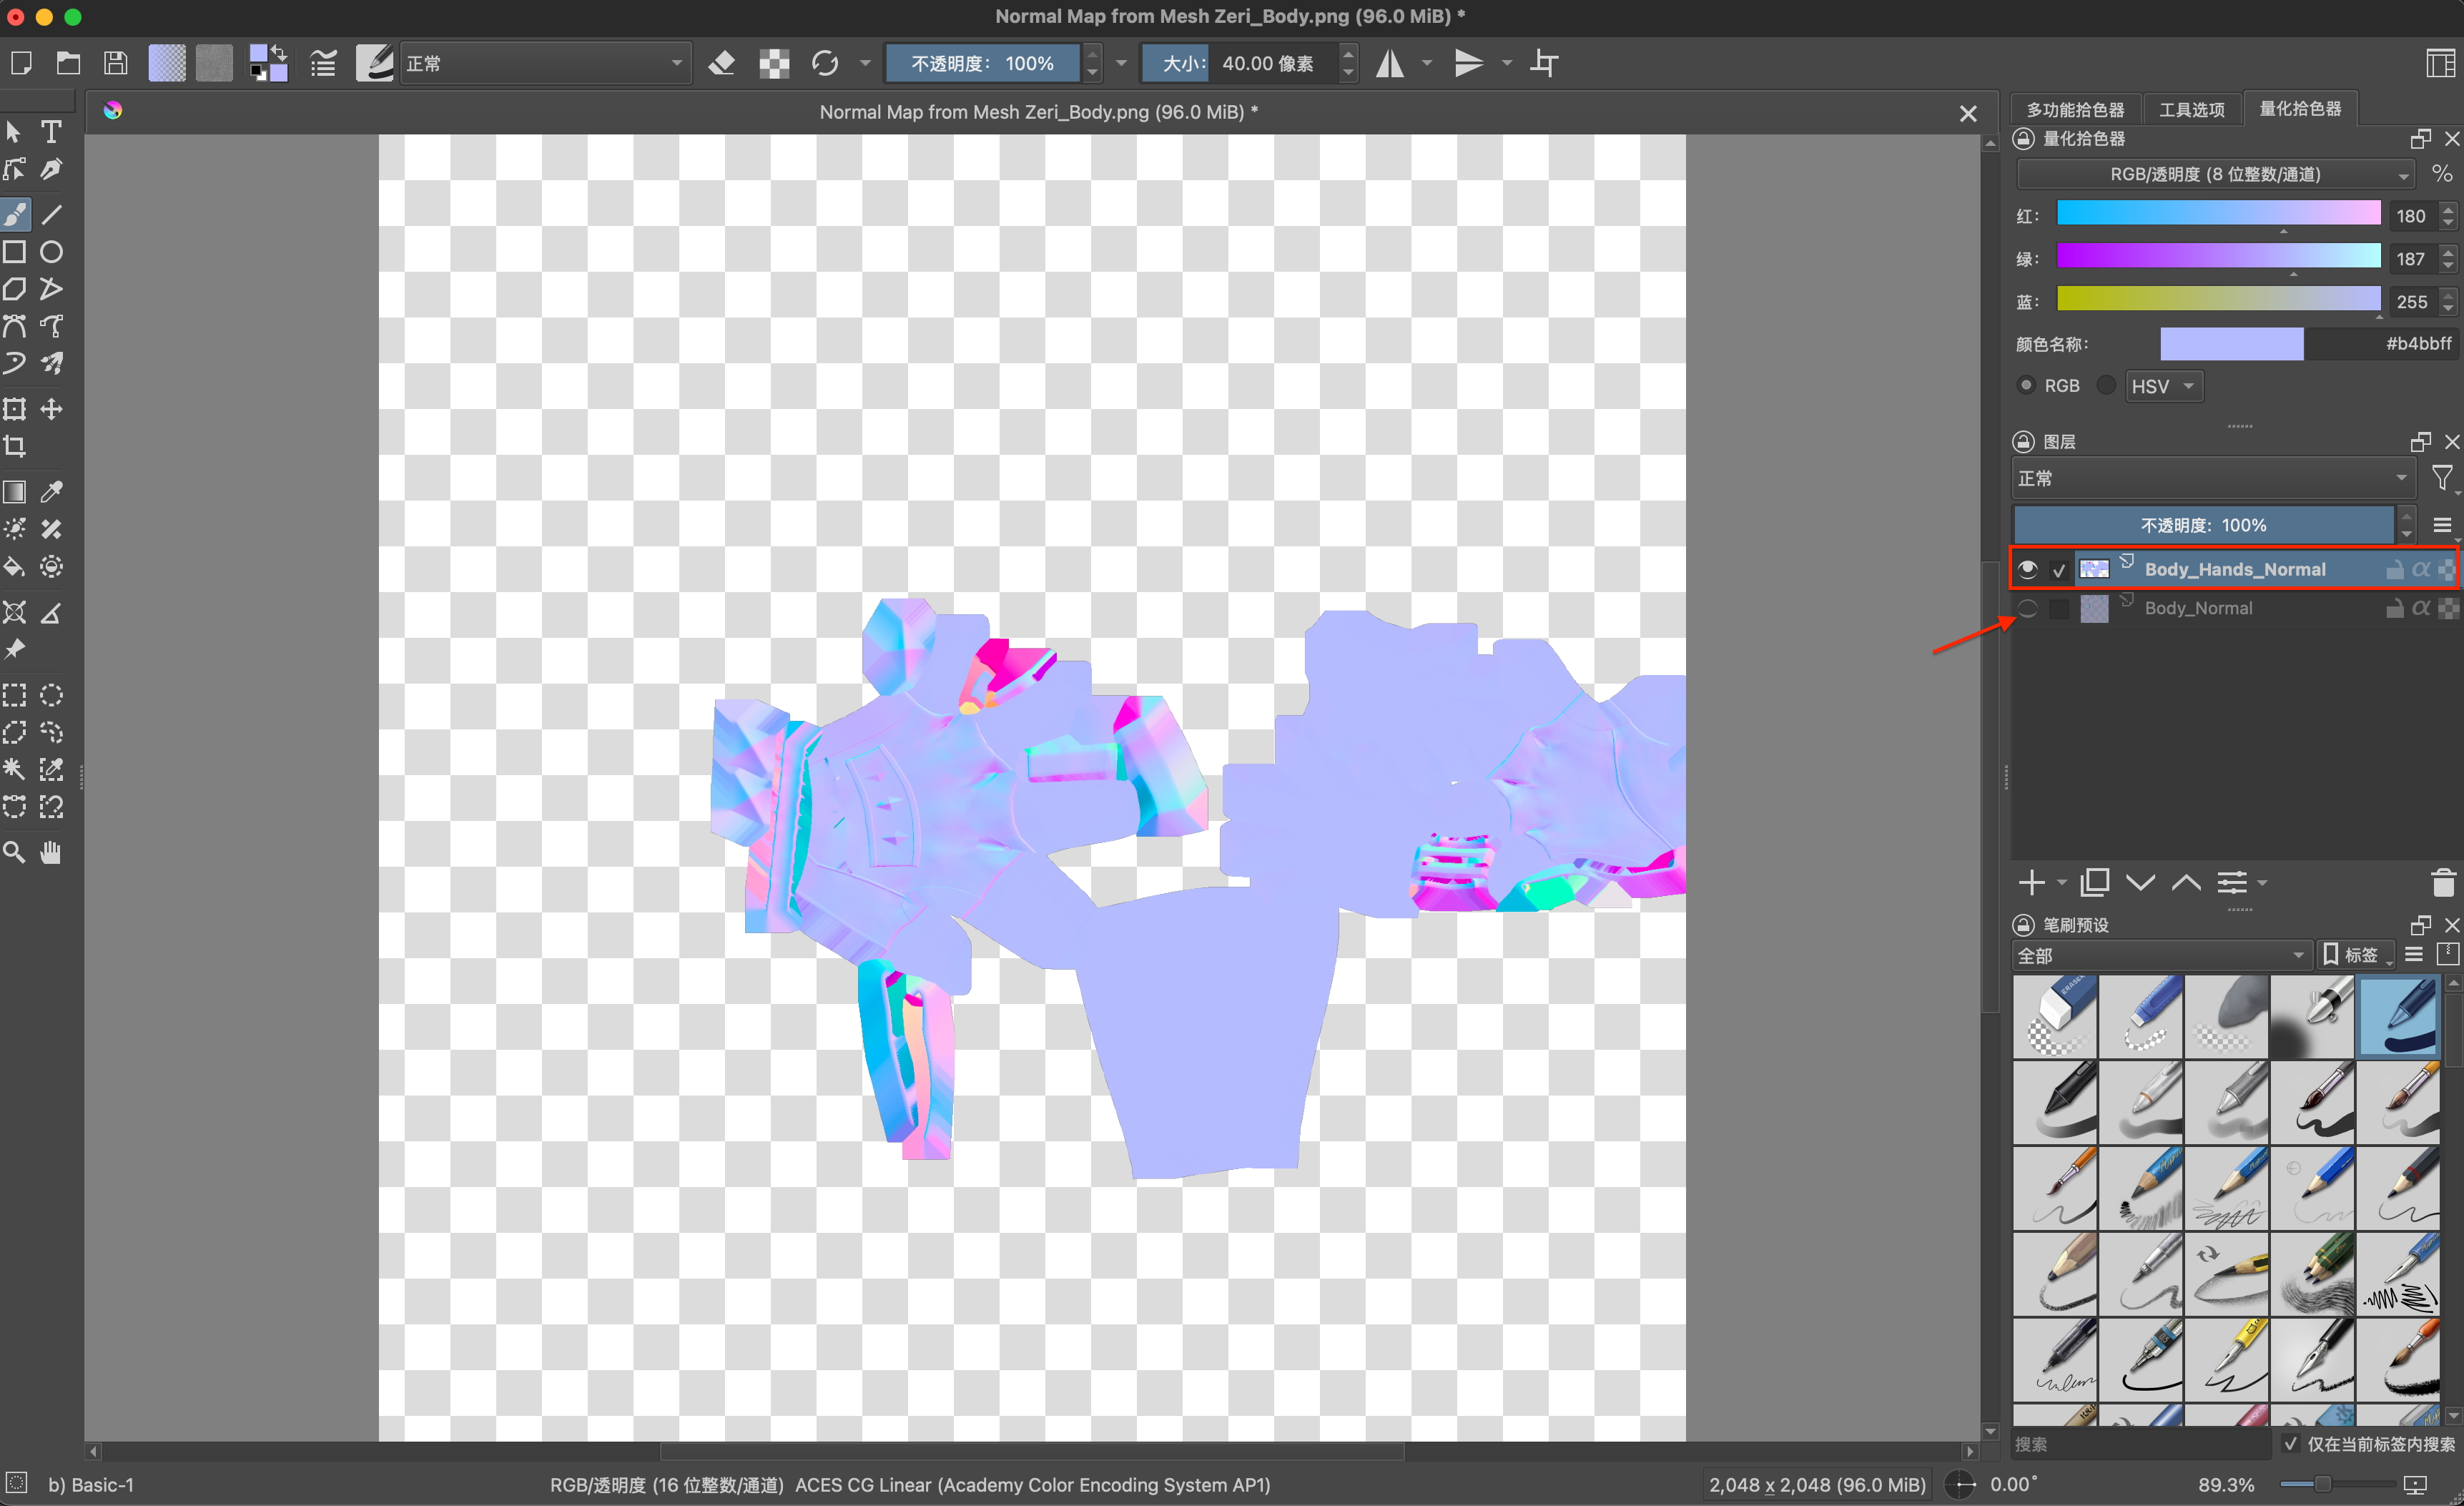 Normal Map from Mesh Zeri_Body.png (96.0 MiB) *
正常
不透明度： 100%
大小： 40.00 像素
Normal Map from Mesh Zeri_Body.png (96.0 MiB) *
多功能拾色器
工具选项
量化拾色器
量化拾色器
RGB/透明度 (8 位整数/通道)
%
红： 180
绿： 187
蓝： 255
颜色名称： #b4bbff
RGB
HSV
图层
正常
不透明度: 100%
Body_Hands_Normal
Body_Normal
笔刷预设
全部
标签
搜索
仅在当前标签内搜索
b) Basic-1
RGB/透明度 (16 位整数/通道) ACES CG Linear (Academy Color Encoding System AP1)
2,048 x 2,048 (96.0 MiB)
0.00°
89.3%